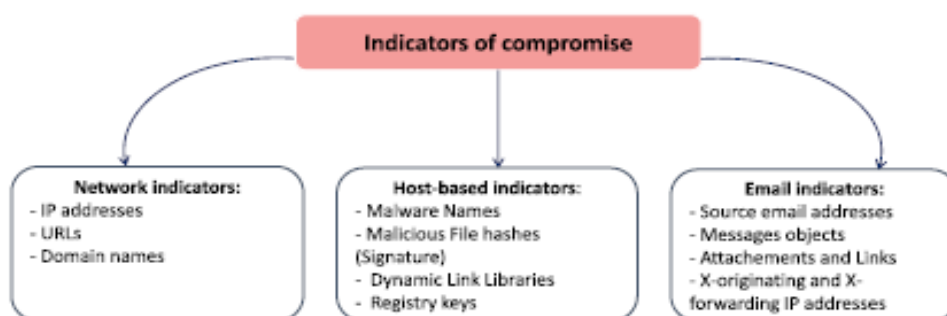 Indicators of compromise
Network indicators:
- IP addresses
- URLs
- Domain names
Host-based indicators:
- Malware Names
- Malicious File hashes
(Signature)
- Dynamic Link Libraries
- Registry keys
Email indicators:
- Source email addresses
- Messages objects
- Attachements and Links
- X-originating and X-
forwarding IP addresses